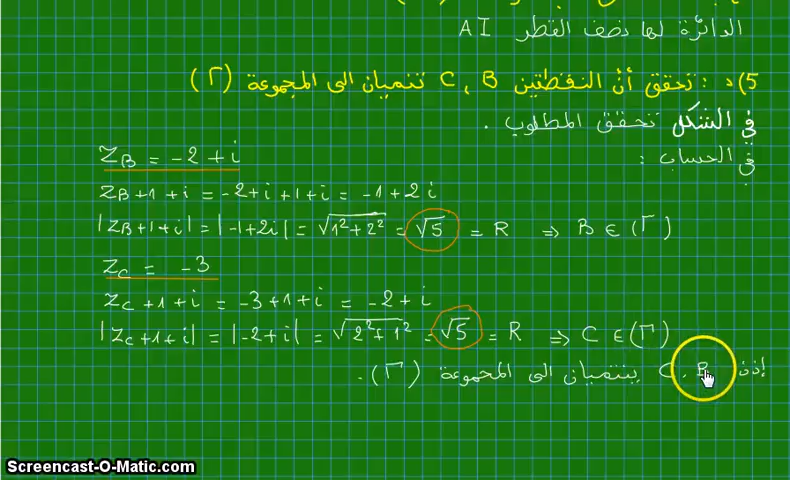 الدائرة لها نصف القطر AI
5) د : تحقق أنّ النقطتين B ، C تنميان الى المجموعة (Γ)
في الشكل تحقق المطلوب .
في الحساب :
Z_B = -2 + i
Z_B + 1 + i = -2 + i + 1 + i = -1 + 2i
|Z_B + 1 + i| = |-1 + 2i| = √(1² + 2²) = √5 = R ⇒ B ∈ (Γ)
Z_C = -3
Z_C + 1 + i = -3 + 1 + i = -2 + i
|Z_C + 1 + i| = |-2 + i| = √(2² + 1²) = √5 = R ⇒ C ∈ (Γ)
إذن B ، C ينتميان الى المجموعة (Γ) .
Screencast-O-Matic.com